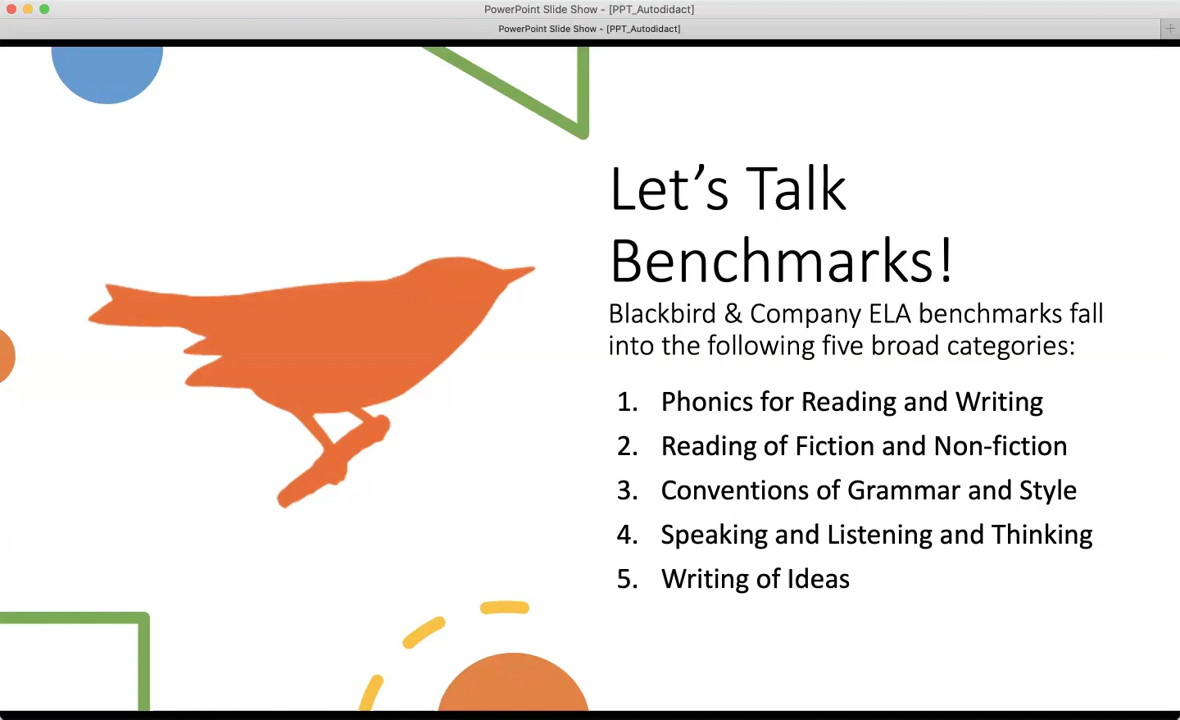 PowerPoint Slide Show - [PPT_Autodidact]
PowerPoint Slide Show - [PPT_Autodidact]
Let’s Talk
Benchmarks!
Blackbird & Company ELA benchmarks fall
into the following five broad categories:
1. Phonics for Reading and Writing
2. Reading of Fiction and Non-fiction
3. Conventions of Grammar and Style
4. Speaking and Listening and Thinking
5. Writing of Ideas